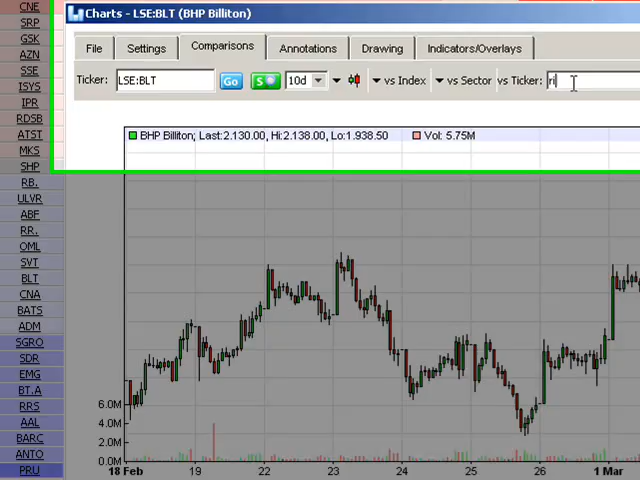 Charts - LSE:BLT (BHP Billiton)
File Settings Comparisons Annotations Drawing Indicators/Overlays
Ticker: LSE:BLT Go S 10d vs Index vs Sector vs Ticker: ri
BHP Billiton; Last:2.130.00, Hi:2.138.00, Lo:1.938.50 Vol: 5.75M
CNE
SRP
GSK
AZN
SSE
ISYS
IPR
RDSB
ATST
MKS
SHP
RB.
ULVR
ABF
RR.
OML
SVT
BLT
CNA
BATS
ADM
SGRO
SDR
EMG
BT.A
RRS
AAL
BARC
ANTO
PRU
6.0M
4.0M
2.0M
18 Feb 19 22 23 24 25 26 1 Mar